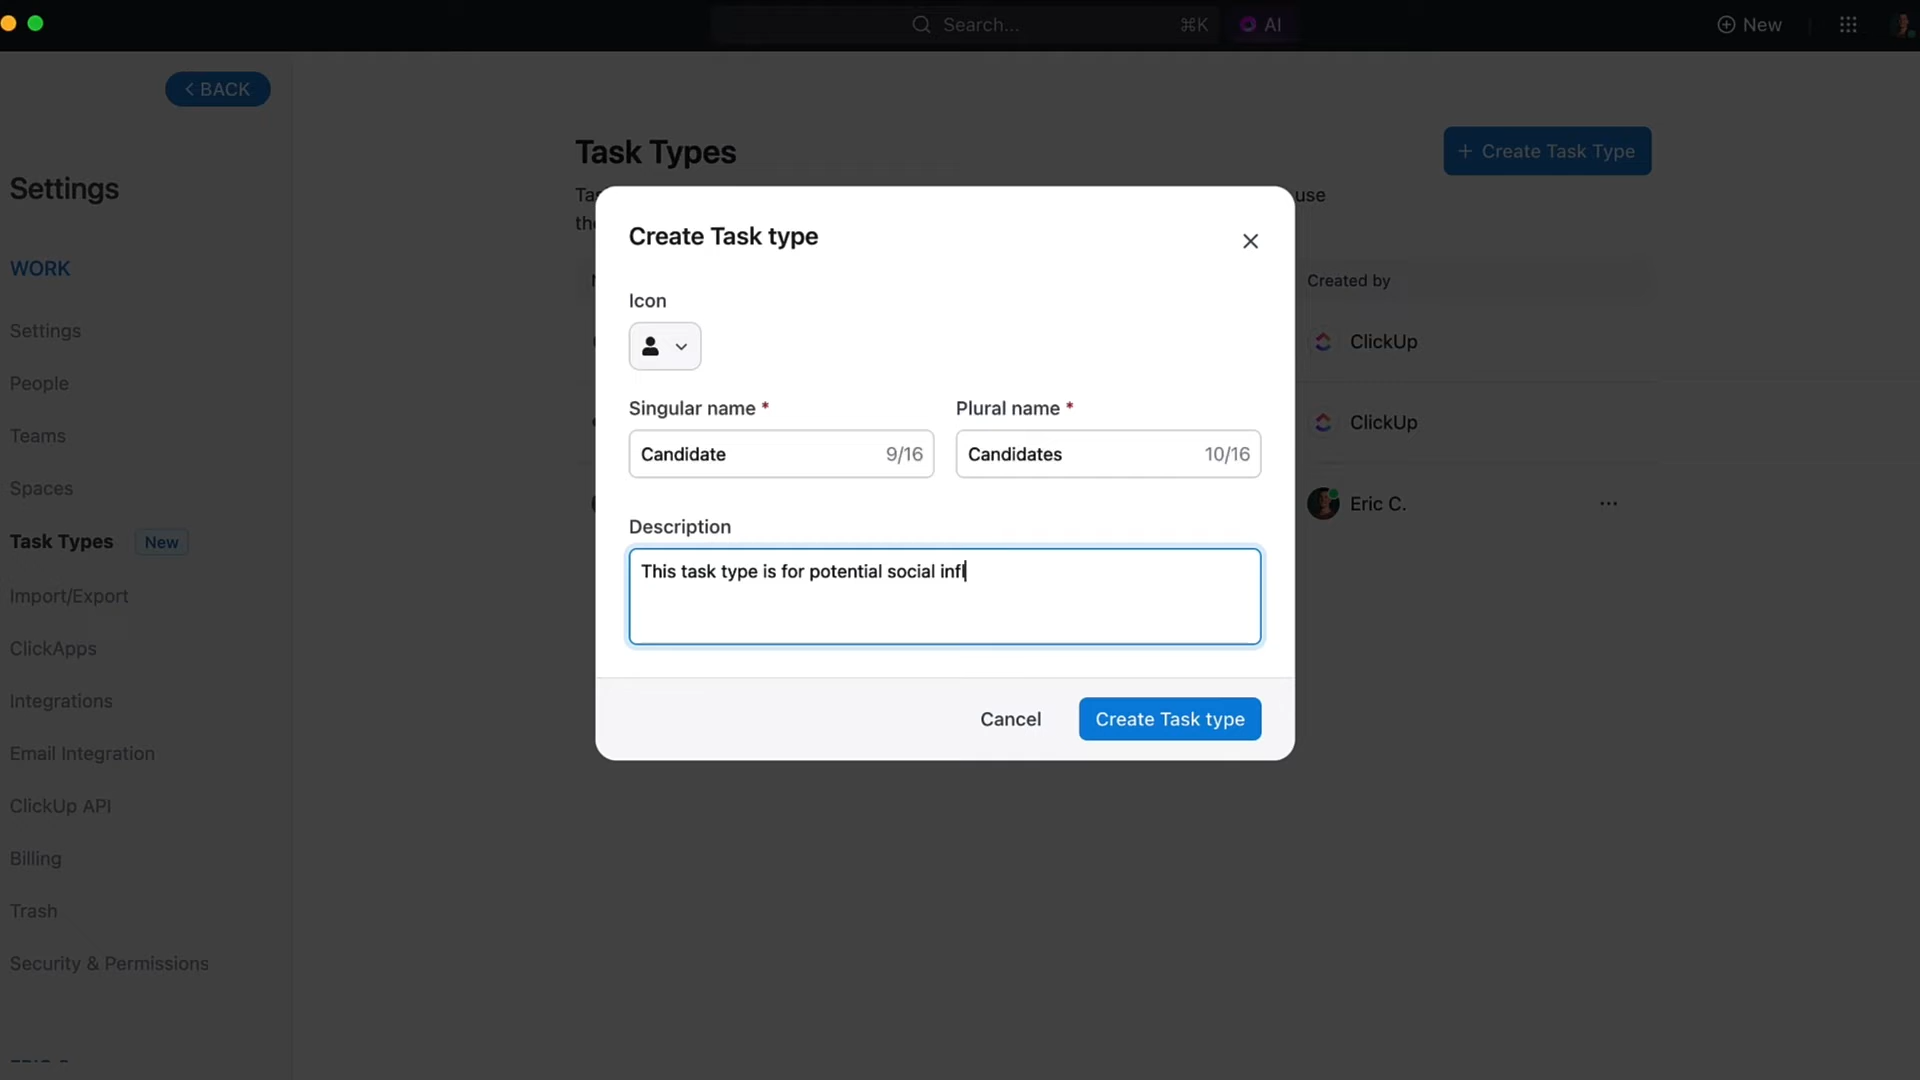 Search...
⌘K
AI
New
BACK
Task Types
+ Create Task Type
Settings
Create Task type
use
WORK
Icon
Created by
Settings
ClickUp
People
Singular name *
Plural name *
Candidate 9/16
Candidates 10/16
ClickUp
Teams
Spaces
Eric C.
Description
Task Types New
This task type is for potential social infl
Import/Export
ClickApps
Integrations
Cancel
Create Task type
Email Integration
ClickUp API
Billing
Trash
Security & Permissions